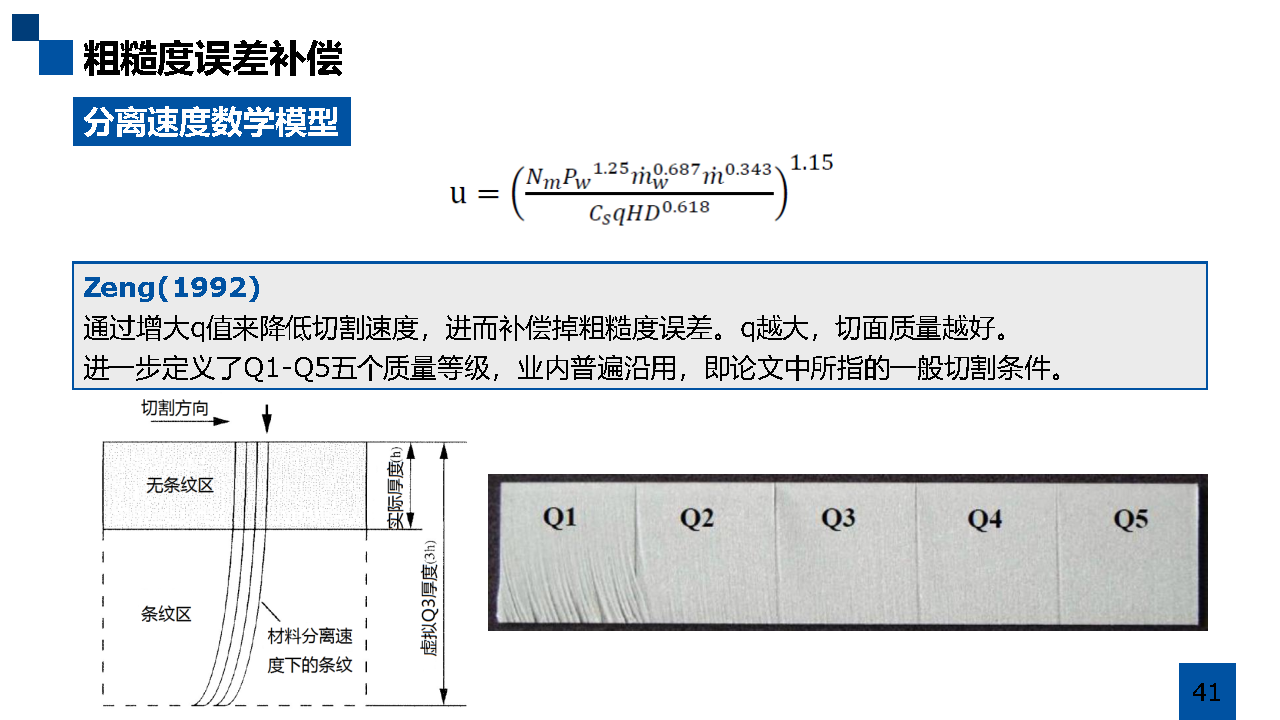 粗糙度误差补偿
分离速度数学模型
u = (N_m P_w^1.25 ṁ_w^0.687 ṁ^0.343 / C_s q H D^0.618)^1.15
Zeng(1992)
通过增大q值来降低切割速度，进而补偿掉粗糙度误差。q越大，切面质量越好。
进一步定义了Q1-Q5五个质量等级，业内普遍沿用，即论文中所指的一般切割条件。
切割方向
无条纹区
实际厚度(h)
条纹区
虚拟Q3厚度(3h)
材料分离速
度下的条纹
Q1 Q2 Q3 Q4 Q5
41